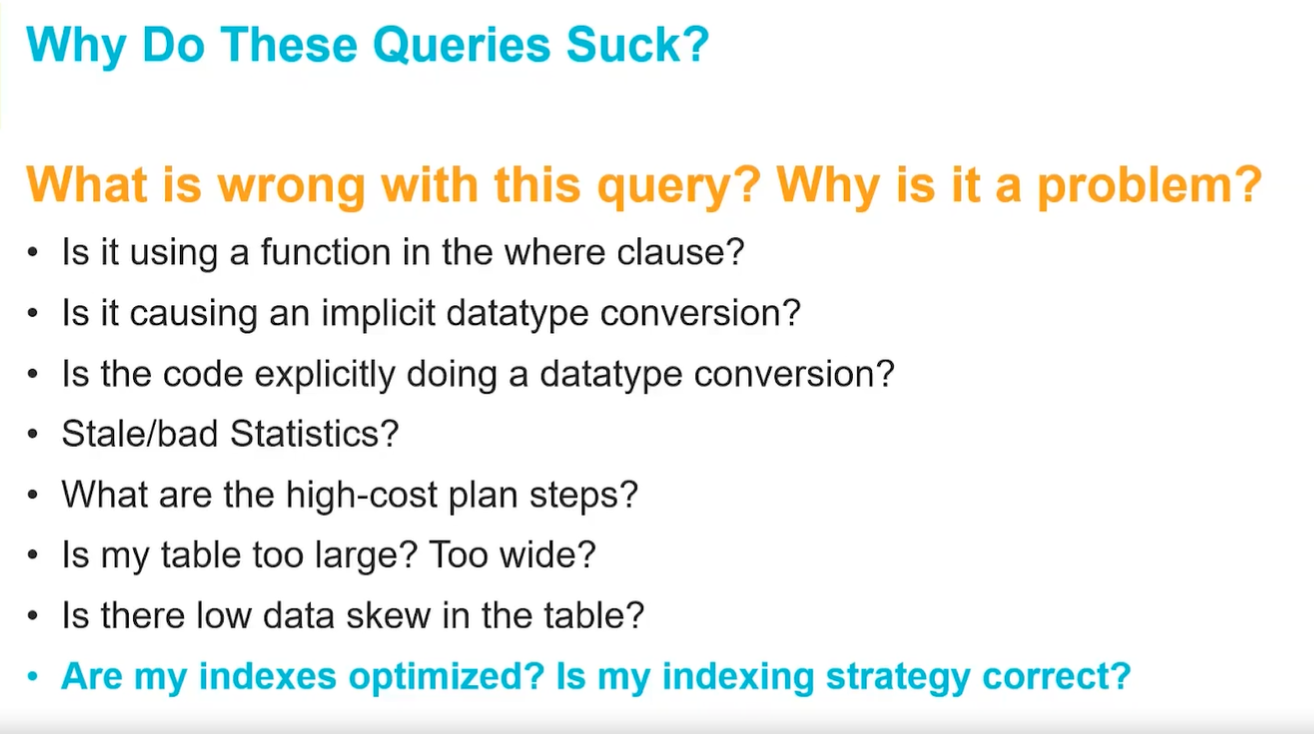 Why Do These Queries Suck?
What is wrong with this query? Why is it a problem?
• Is it using a function in the where clause?
• Is it causing an implicit datatype conversion?
• Is the code explicitly doing a datatype conversion?
• Stale/bad Statistics?
• What are the high-cost plan steps?
• Is my table too large? Too wide?
• Is there low data skew in the table?
• Are my indexes optimized? Is my indexing strategy correct?